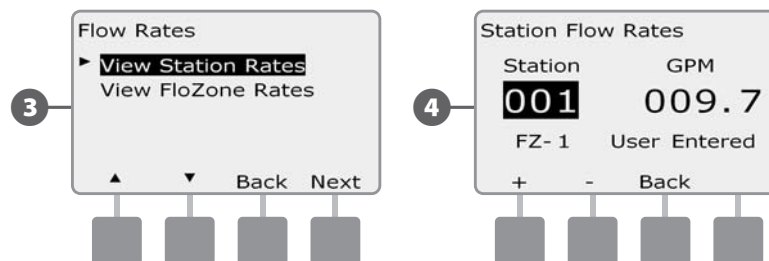 3
Flow Rates
View Station Rates
View FloZone Rates
Back Next
4
Station Flow Rates
Station GPM
001 009.7
FZ- 1 User Entered
+ - Back